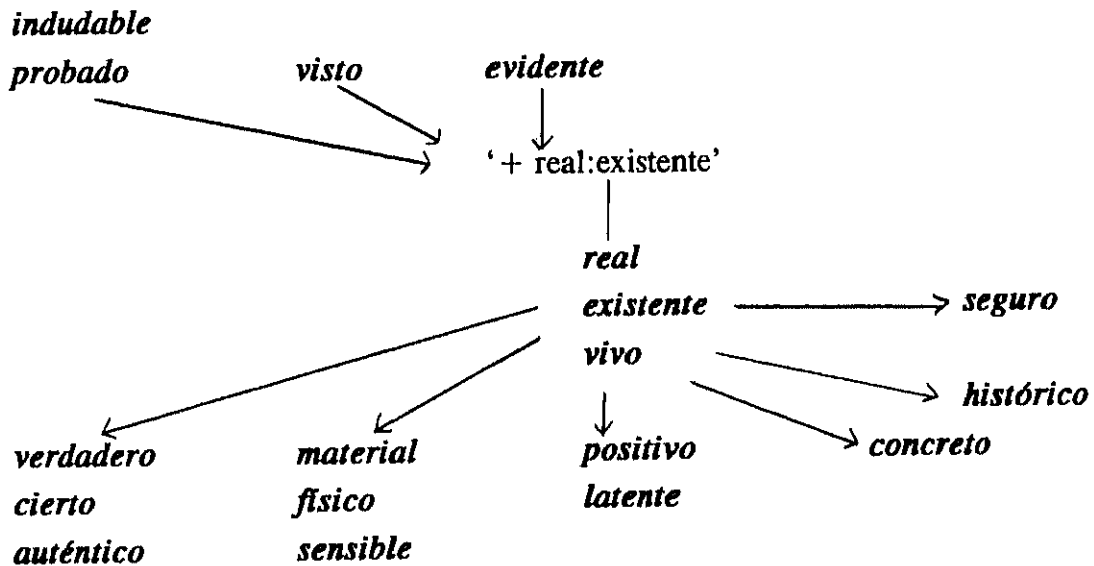 indudable
probado visto evidente
‘+ real:existente’
real
existente seguro
vivo
histórico
verdadero material positivo concreto
cierto físico latente
auténtico sensible